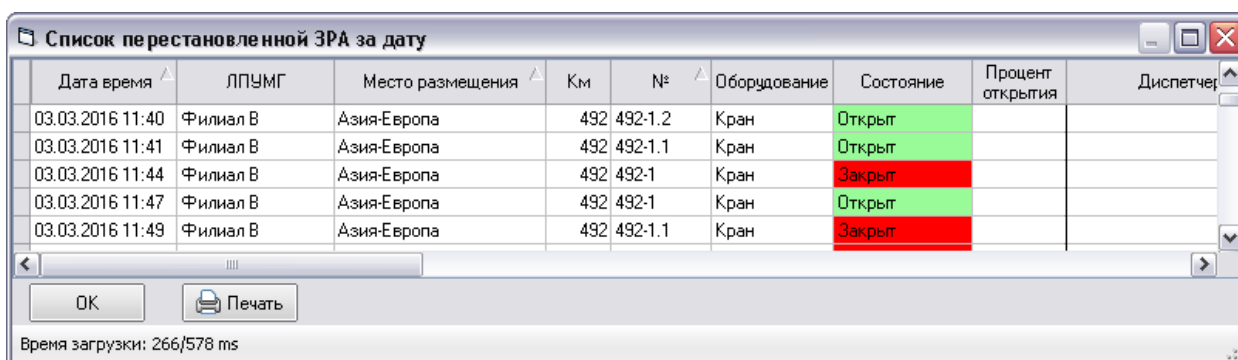 Список перестановленной ЗРА за дату
Дата время ЛПУМГ Место размещения Км № Оборудование Состояние Процент открытия Диспетчер
03.03.2016 11:40 Филиал В Азия-Европа 492 492-1.2 Кран Открыт
03.03.2016 11:41 Филиал В Азия-Европа 492 492-1.1 Кран Открыт
03.03.2016 11:44 Филиал В Азия-Европа 492 492-1 Кран Закрыт
03.03.2016 11:47 Филиал В Азия-Европа 492 492-1 Кран Открыт
03.03.2016 11:49 Филиал В Азия-Европа 492 492-1.1 Кран Закрыт
ОК Печать
Время загрузки: 266/578 ms